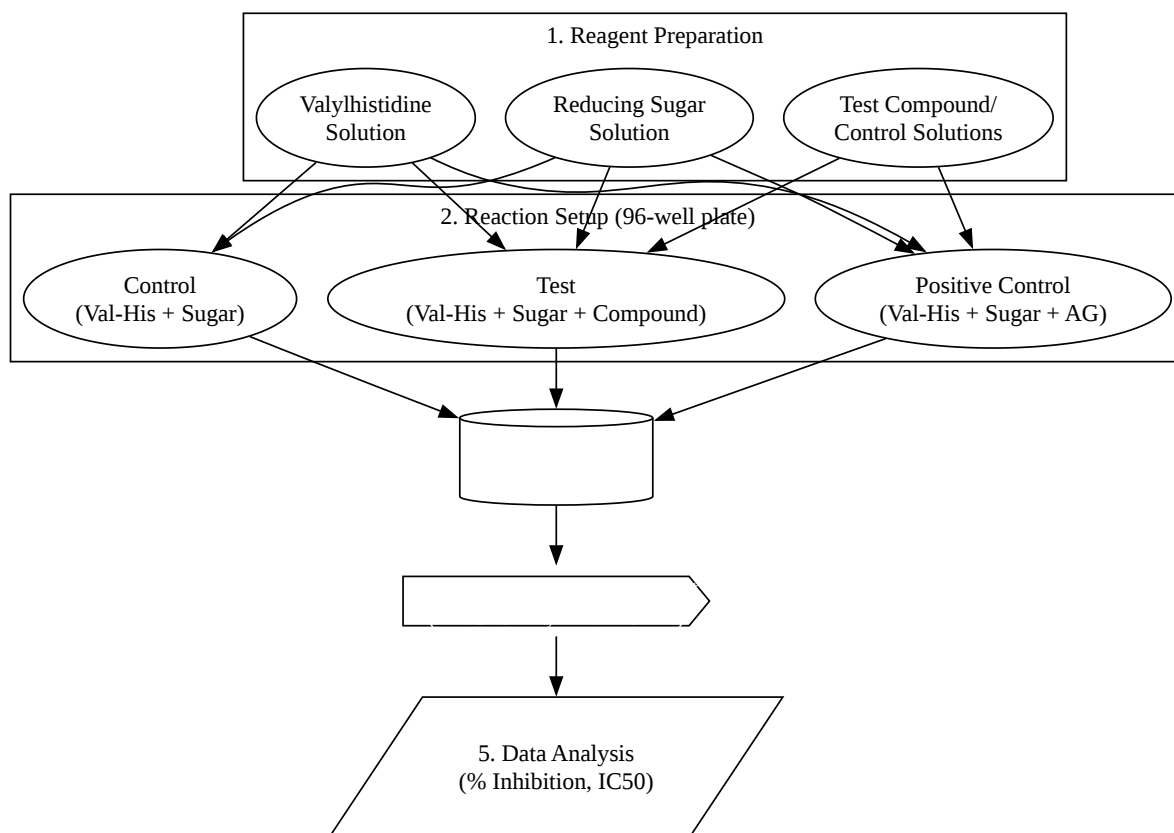 1. Reagent Preparation
Valylhistidine
Solution
Reducing Sugar
Solution
Test Compound/
Control Solutions
2. Reaction Setup (96-well plate)
Control
(Val-His + Sugar)
Test
(Val-His + Sugar + Compound)
Positive Control
(Val-His + Sugar + AG)
5. Data Analysis
(% Inhibition, IC50)